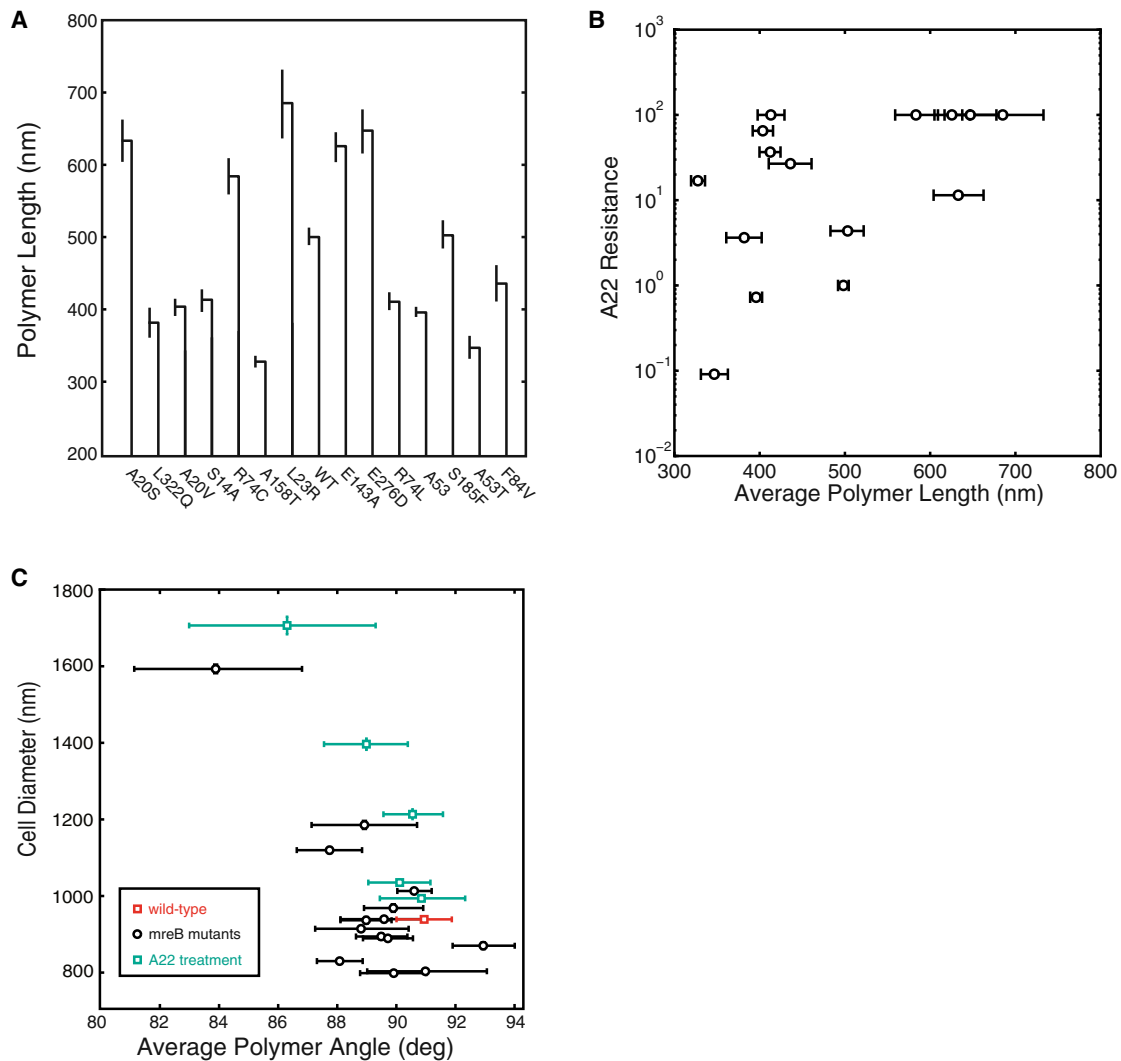 A
Polymer Length (nm)
800
700
600
500
400
300
200
A20S
L322Q
A20V
S14A
R74C
A158T
L23R
WT
E143A
E276D
R74L
A53
S185F
A53T
F84V
B
A22 Resistance
10³
10²
10¹
10⁰
10⁻¹
10⁻²
300 400 500 600 700 800
Average Polymer Length (nm)
C
Cell Diameter (nm)
1800
1600
1400
1200
1000
800
wild-type
mreB mutants
A22 treatment
80 82 84 86 88 90 92 94
Average Polymer Angle (deg)